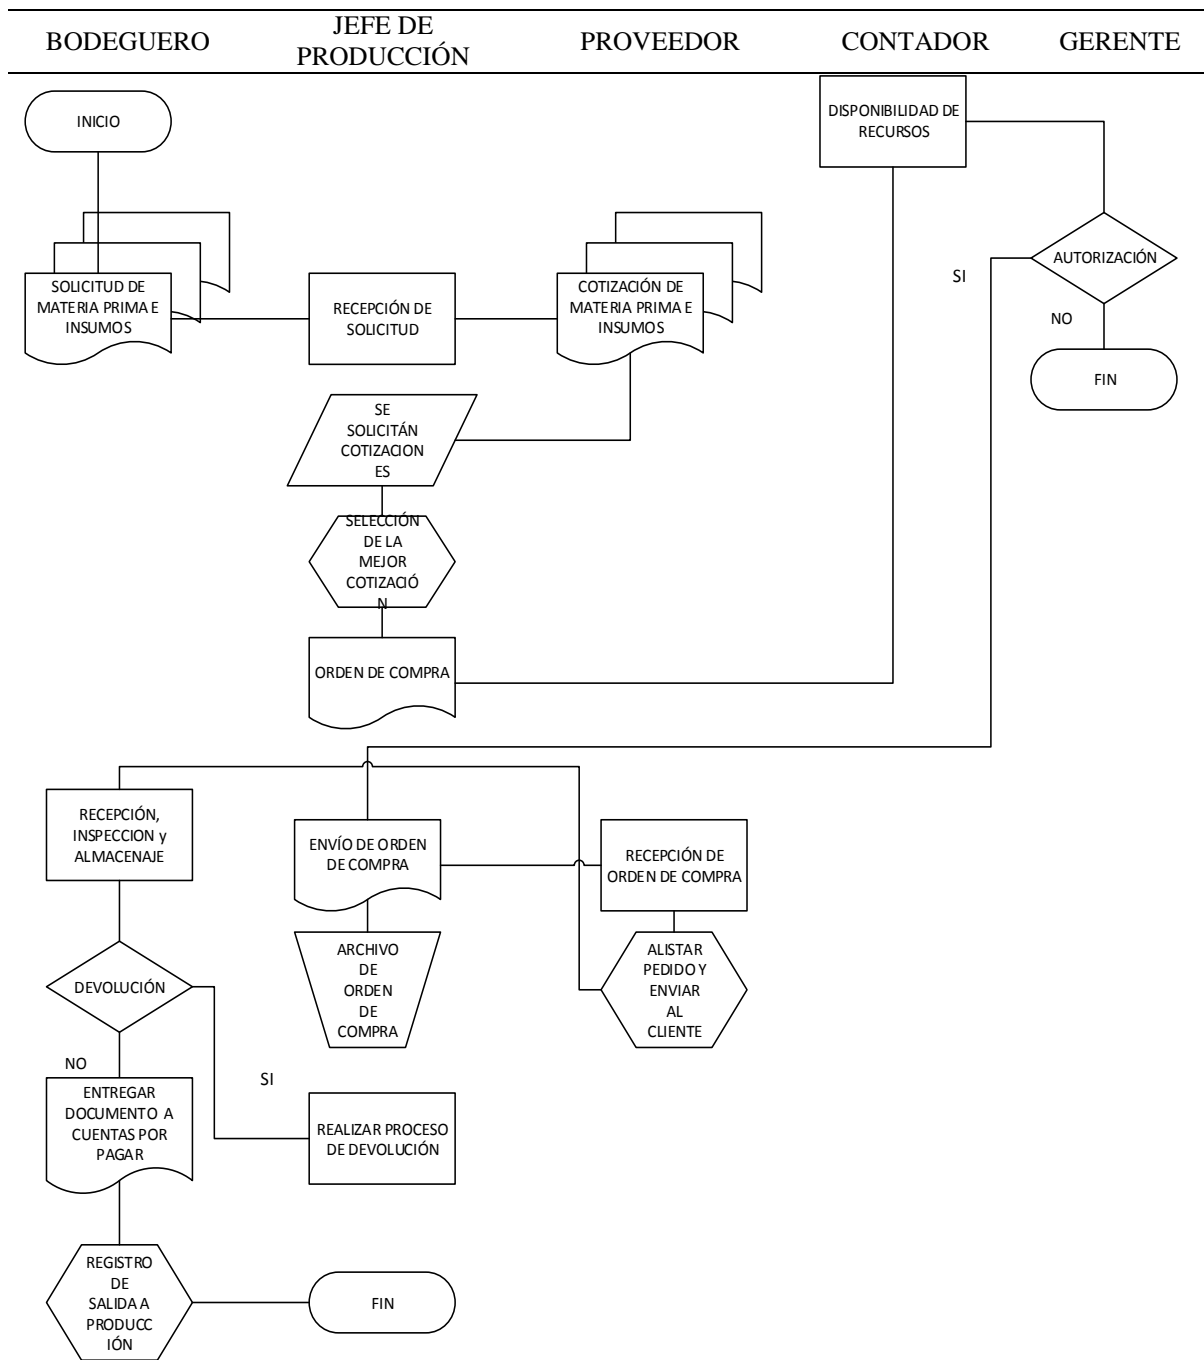 BODEGUERO
JEFE DE
PRODUCCIÓN
PROVEEDOR
CONTADOR
GERENTE
INICIO
DISPONIBILIDAD DE
RECURSOS
SOLICITUD DE
MATERIA PRIMA E
INSUMOS
RECEPCIÓN DE
SOLICITUD
COTIZACIÓN DE
MATERIA PRIMA E
INSUMOS
SI
AUTORIZACIÓN
NO
FIN
SE
SOLICITÁN
COTIZACION
ES
SELECCIÓN
DE LA
MEJOR
COTIZACIÓ
N
ORDEN DE COMPRA
RECEPCIÓN,
INSPECCION y
ALMACENAJE
ENVÍO DE ORDEN
DE COMPRA
RECEPCIÓN DE
ORDEN DE COMPRA
DEVOLUCIÓN
ARCHIVO
DE
ORDEN
DE
COMPRA
ALISTAR
PEDIDO Y
ENVIAR
AL
CLIENTE
NO
SI
ENTREGAR
DOCUMENTO A
CUENTAS POR
PAGAR
REALIZAR PROCESO
DE DEVOLUCIÓN
REGISTRO
DE
SALIDA A
PRODUCC
IÓN
FIN